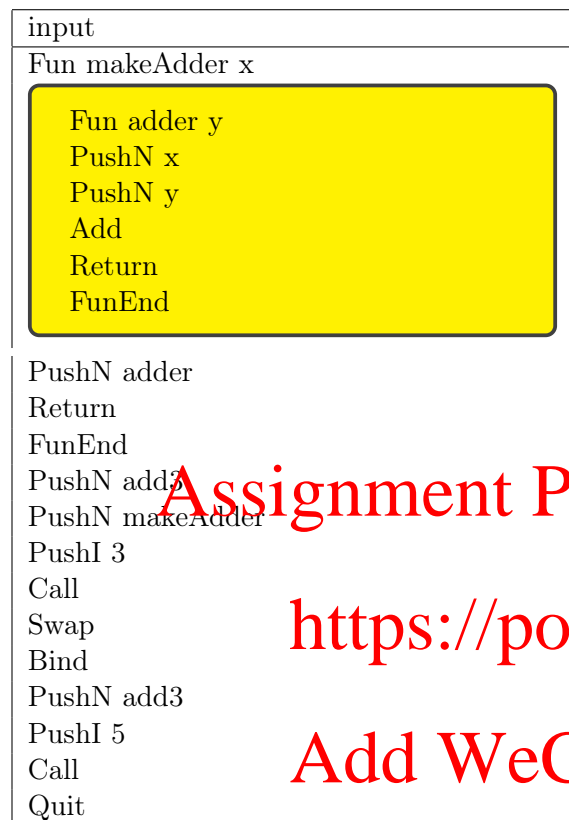 input
Fun makeAdder x
Fun adder y
PushN x
PushN y
Add
Return
FunEnd
PushN adder
Return
FunEnd
PushN add3
Assignment P
PushN makeAdder
PushI 3
Call
https://po
Swap
Bind
PushN add3
PushI 5
Call
Add WeC
Quit